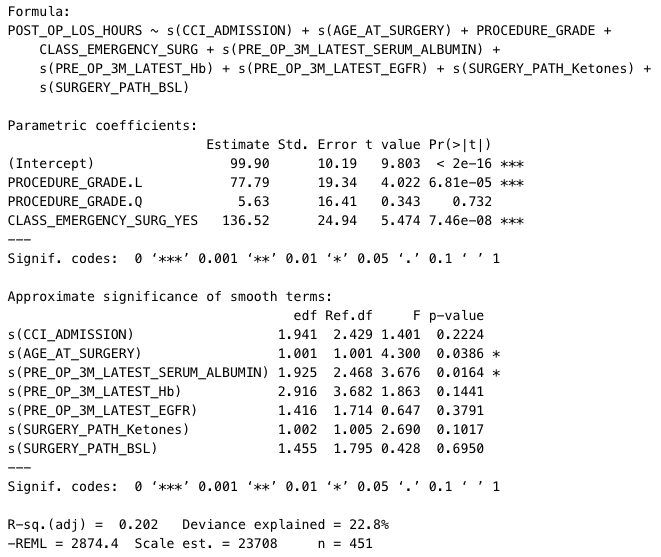 Formula:
POST_OP_LOS_HOURS ~ s(CCI_ADMISSION) + s(AGE_AT_SURGERY) + PROCEDURE_GRADE +
    CLASS_EMERGENCY_SURG + s(PRE_OP_3M_LATEST_SERUM_ALBUMIN) +
    s(PRE_OP_3M_LATEST_Hb) + s(PRE_OP_3M_LATEST_EGFR) + s(SURGERY_PATH_Ketones) +
    s(SURGERY_PATH_BSL)

Parametric coefficients:
                         Estimate Std. Error t value Pr(>|t|)
(Intercept)                 99.90      10.19   9.803  < 2e-16 ***
PROCEDURE_GRADE.L           77.79      19.34   4.022 6.81e-05 ***
PROCEDURE_GRADE.Q            5.63      16.41   0.343    0.732
CLASS_EMERGENCY_SURG_YES   136.52      24.94   5.474 7.46e-08 ***
---
Signif. codes:  0 ‘***’ 0.001 ‘**’ 0.01 ‘*’ 0.05 ‘.’ 0.1 ‘ ’ 1

Approximate significance of smooth terms:
                                    edf Ref.df     F p-value
s(CCI_ADMISSION)                  1.941  2.429 1.401  0.2224
s(AGE_AT_SURGERY)                 1.001  1.001 4.300  0.0386 *
s(PRE_OP_3M_LATEST_SERUM_ALBUMIN) 1.925  2.468 3.676  0.0164 *
s(PRE_OP_3M_LATEST_Hb)            2.916  3.682 1.863  0.1441
s(PRE_OP_3M_LATEST_EGFR)          1.416  1.714 0.647  0.3791
s(SURGERY_PATH_Ketones)           1.002  1.005 2.690  0.1017
s(SURGERY_PATH_BSL)               1.455  1.795 0.428  0.6950
---
Signif. codes:  0 ‘***’ 0.001 ‘**’ 0.01 ‘*’ 0.05 ‘.’ 0.1 ‘ ’ 1

R-sq.(adj) =  0.202   Deviance explained = 22.8%
-REML = 2874.4  Scale est. = 23708     n = 451